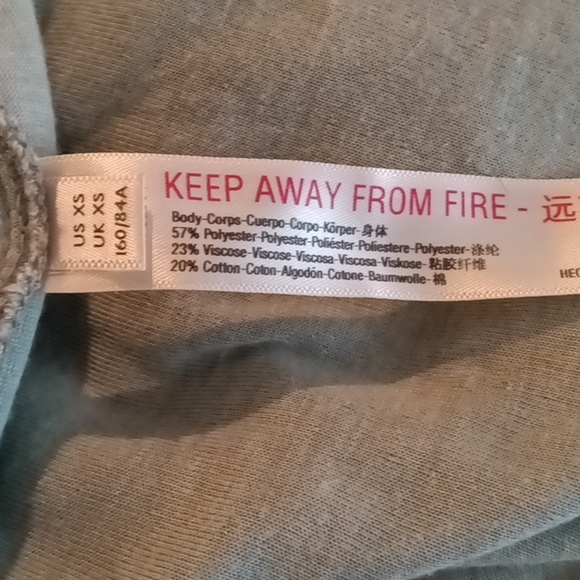 US XS
UK XS
160/84A
KEEP AWAY FROM FIRE - 远
Body-Corps-Cuerpo-Corpo-Körper-身体
57% Polyester-Polyester-Poliéster-Poliestere-Polyester-涤纶
23% Viscose-Viscose-Viscosa-Viscosa-Viskose-粘胶纤维
20% Cotton-Coton-Algodón-Cotone-Baumwolle-棉